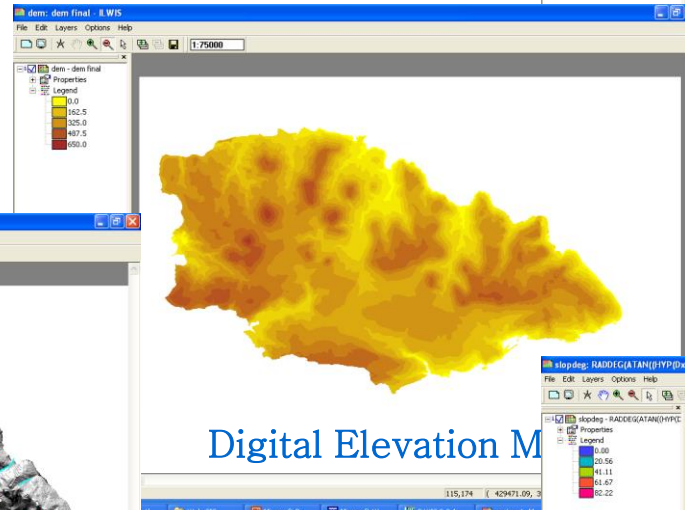 dem: dem final - ILWIS
File Edit Layers Options Help
1:75000
dem - dem final
Properties
Legend
0.0
162.5
325.0
487.5
650.0
Digital Elevation M
slopdeg: RADDEG(ATAN((HYP(Dx
File Edit Layers Options Help
slopdeg - RADDEG(ATAN((HYP(D
Properties
Legend
0.00
20.56
41.11
61.67
82.22
115,174 ( 429471.09, 3